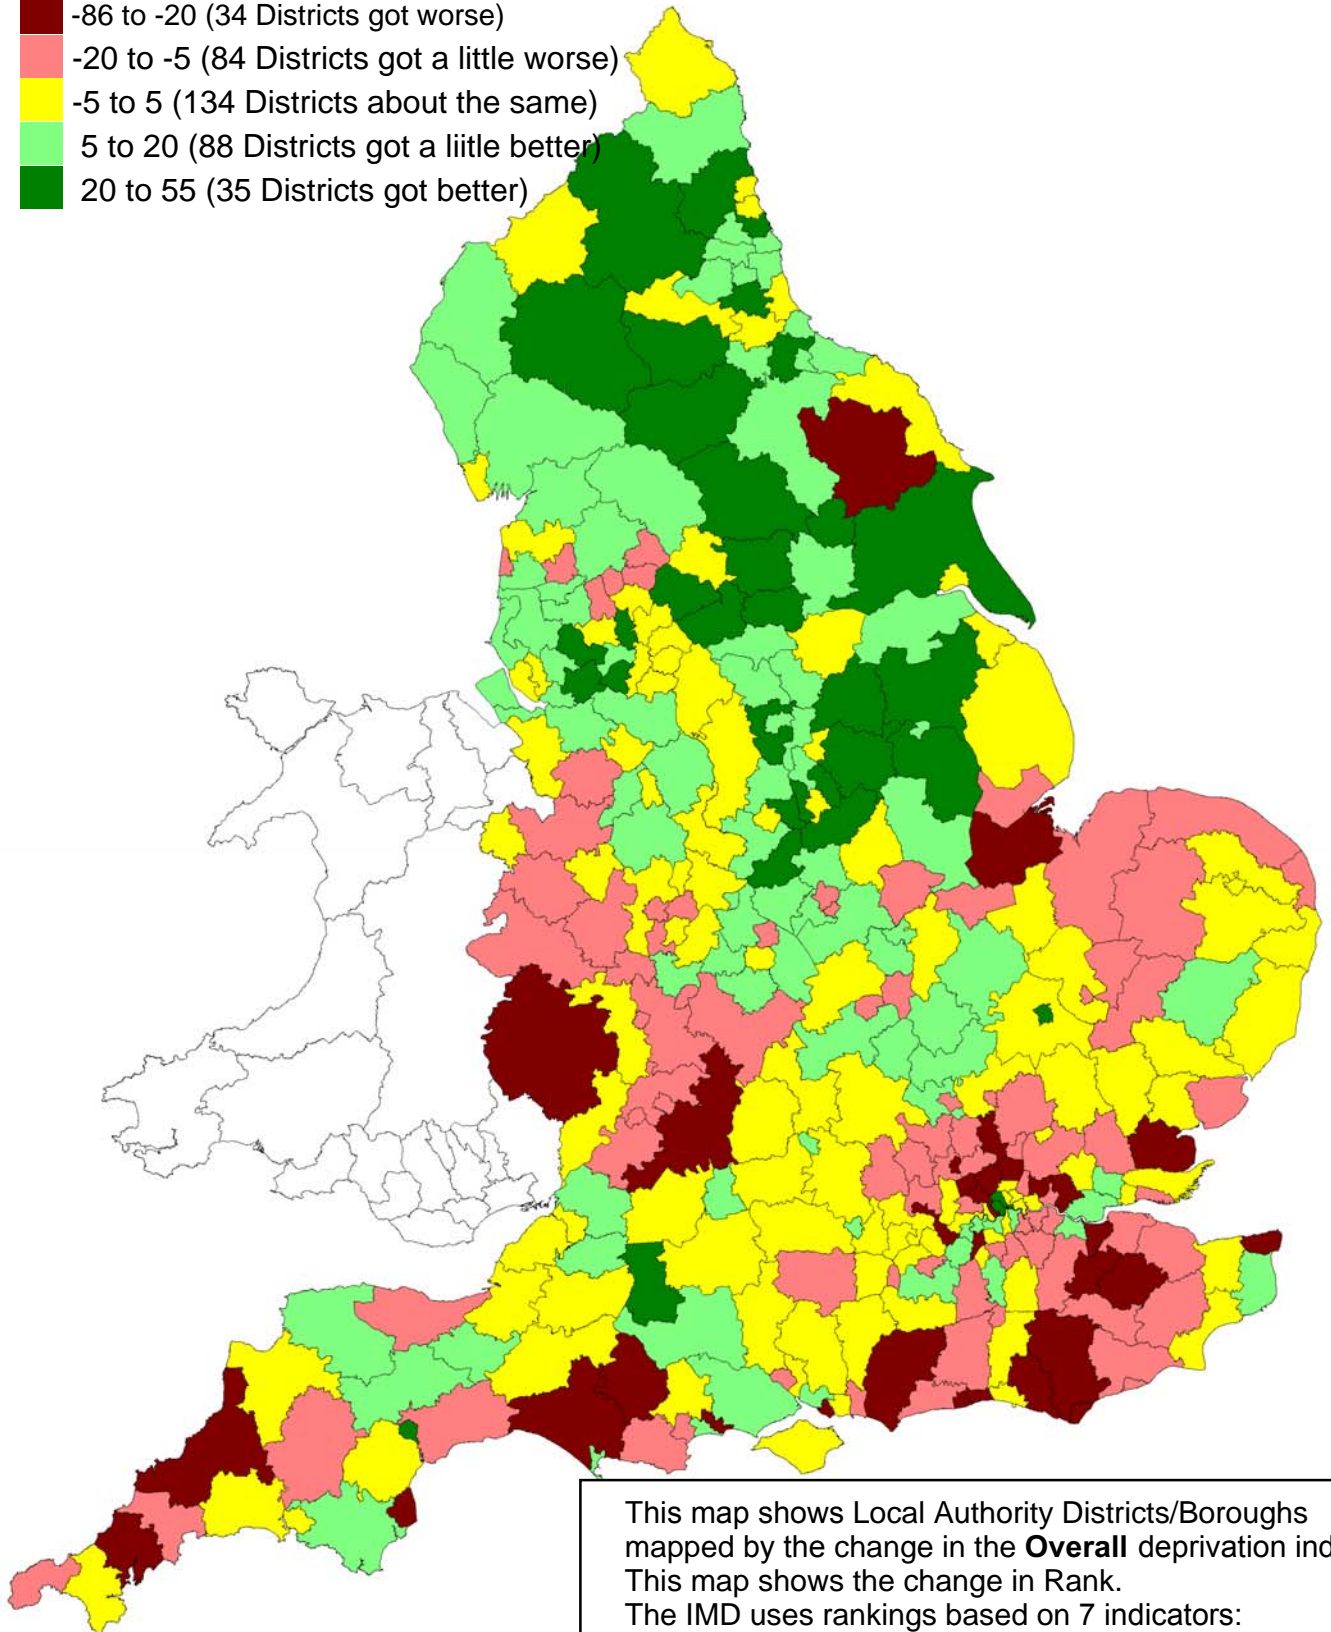 -86 to -20 (34 Districts got worse)
-20 to -5 (84 Districts got a little worse)
-5 to 5 (134 Districts about the same)
5 to 20 (88 Districts got a liitle better)
20 to 55 (35 Districts got better)
This map shows Local Authority Districts/Boroughs
mapped by the change in the Overall deprivation ind
This map shows the change in Rank.
The IMD uses rankings based on 7 indicators: